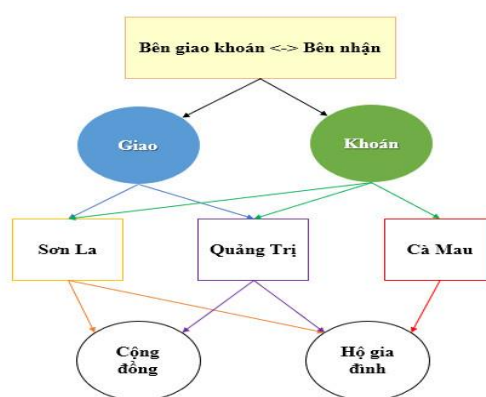 Bên giao khoán <-> Bên nhận
Giao
Khoán
Sơn La
Quảng Trị
Cà Mau
Cộng
đồng
Hộ gia
đình